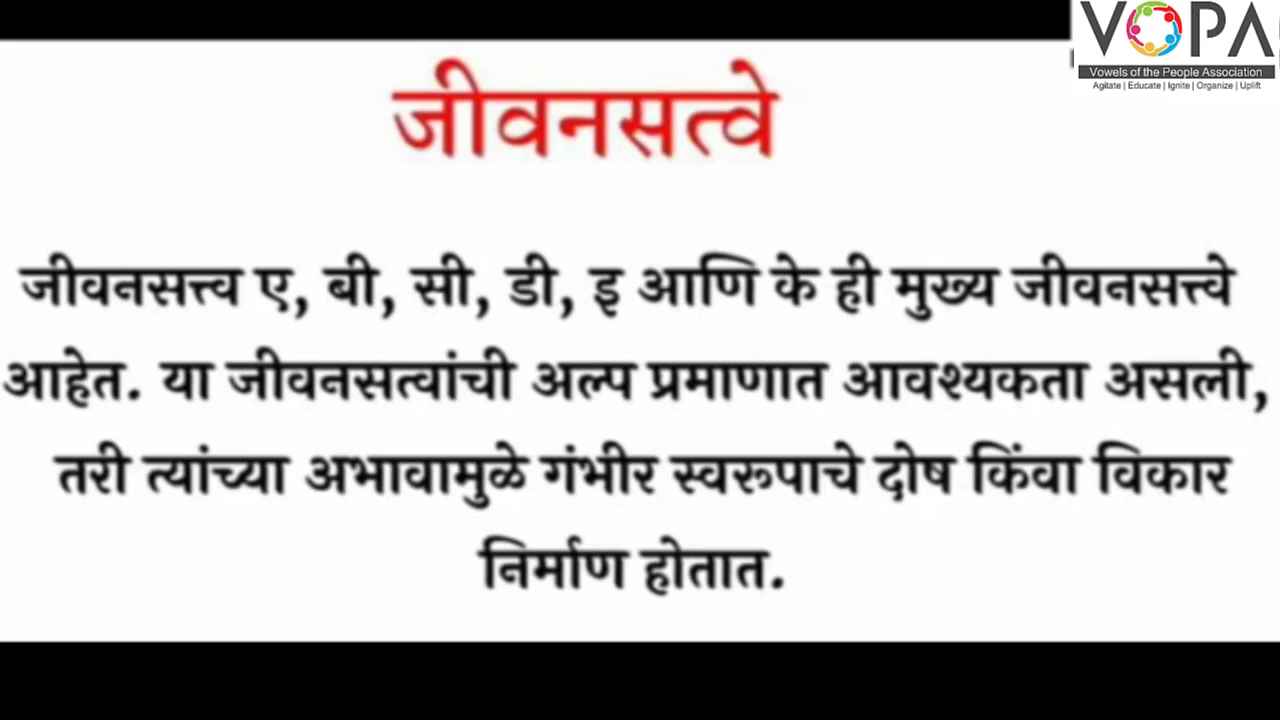 VOPA
Vowels of the People Association
Agitate | Educate | Ignite | Organize | Uplift
जीवनसत्वे
जीवनसत्त्व ए, बी, सी, डी, इ आणि के ही मुख्य जीवनसत्त्वे
आहेत. या जीवनसत्वांची अल्प प्रमाणात आवश्यकता असली,
तरी त्यांच्या अभावामुळे गंभीर स्वरूपाचे दोष किंवा विकार
निर्माण होतात.